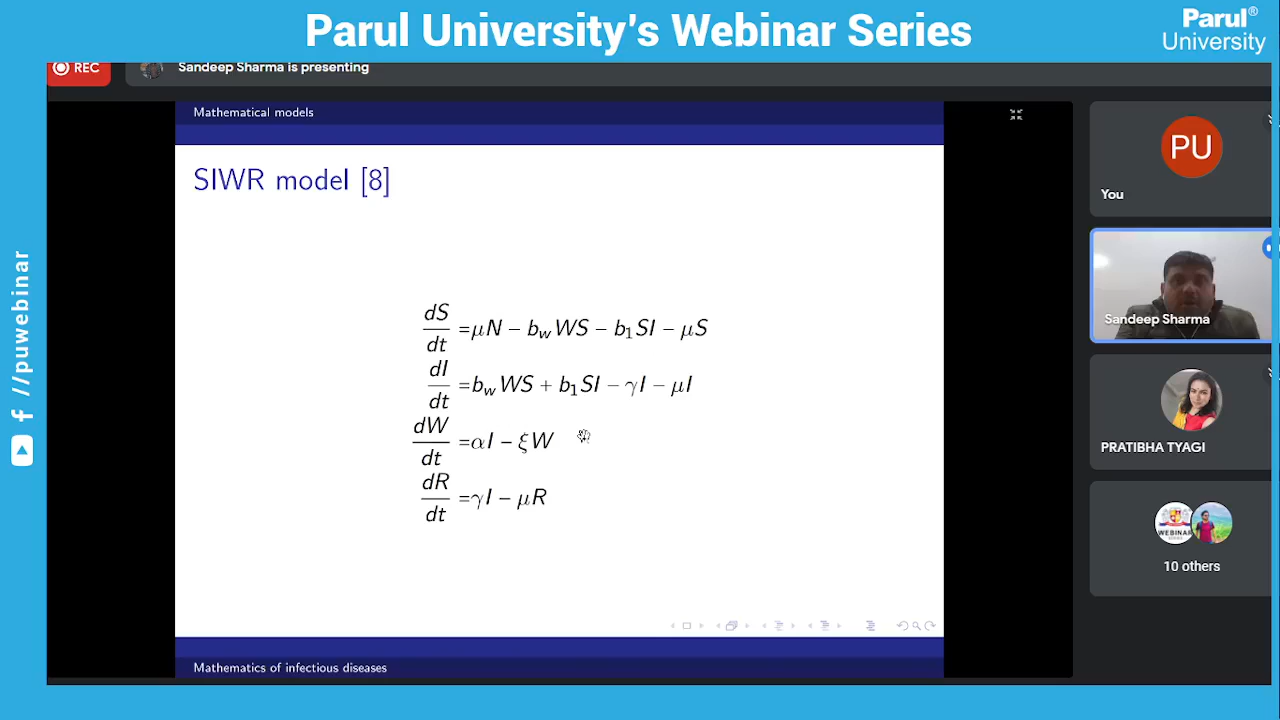 Parul University's Webinar Series
Parul®
University
REC
Sandeep Sharma is presenting
Mathematical models
SIWR model [8]
dS/dt =μN − b_w WS − b_1 SI − μS
dI/dt =b_w WS + b_1 SI − γI − μI
dW/dt =αI − ξW
dR/dt =γI − μR
Mathematics of infectious diseases
PU
You
Sandeep Sharma
PRATIBHA TYAGI
WEBINAR
10 others
//puwebinar